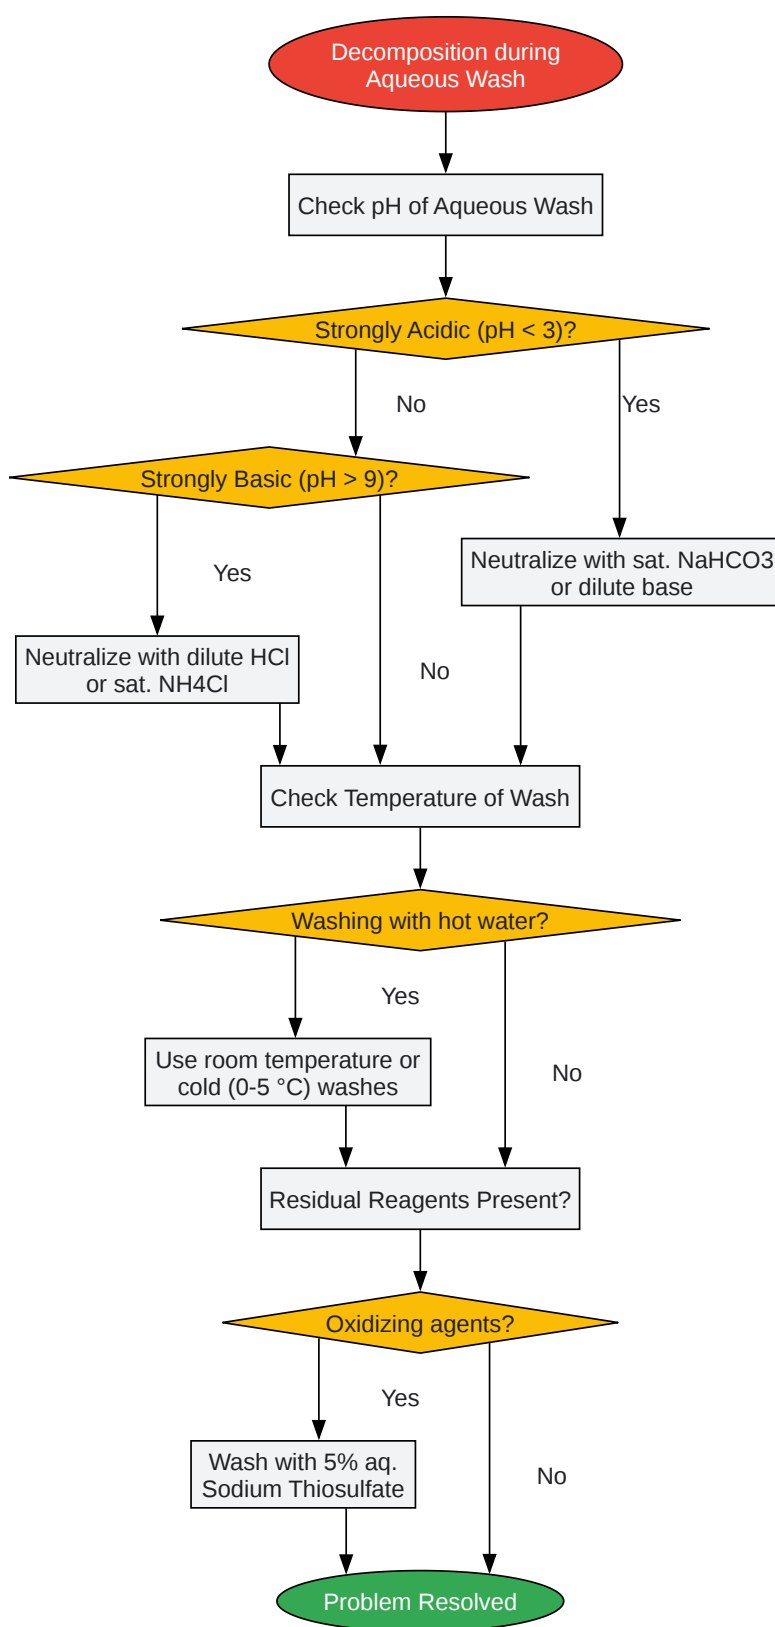 Decomposition during
Aqueous Wash
Check pH of Aqueous Wash
Strongly Acidic (pH < 3)?
No
Yes
Strongly Basic (pH > 9)?
Yes
Neutralize with sat. NaHCO3
or dilute base
Neutralize with dilute HCl
or sat. NH4Cl
No
Check Temperature of Wash
Washing with hot water?
Yes
Use room temperature or
cold (0-5 °C) washes
No
Residual Reagents Present?
Oxidizing agents?
Yes
Wash with 5% aq.
Sodium Thiosulfate
No
Problem Resolved